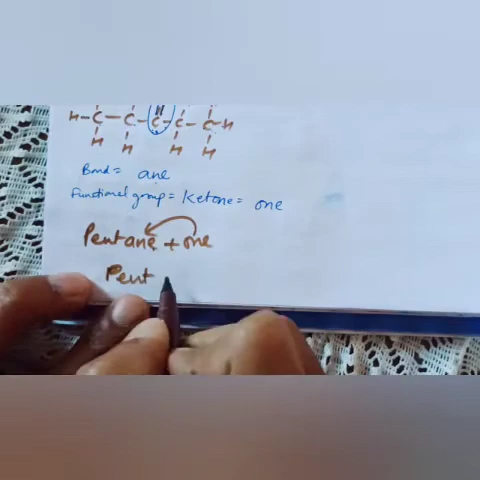 H-C-C-C-C-C-H
H H H H
Bond = ane
Functional group = Ketone = one
Pentane + one
Pent